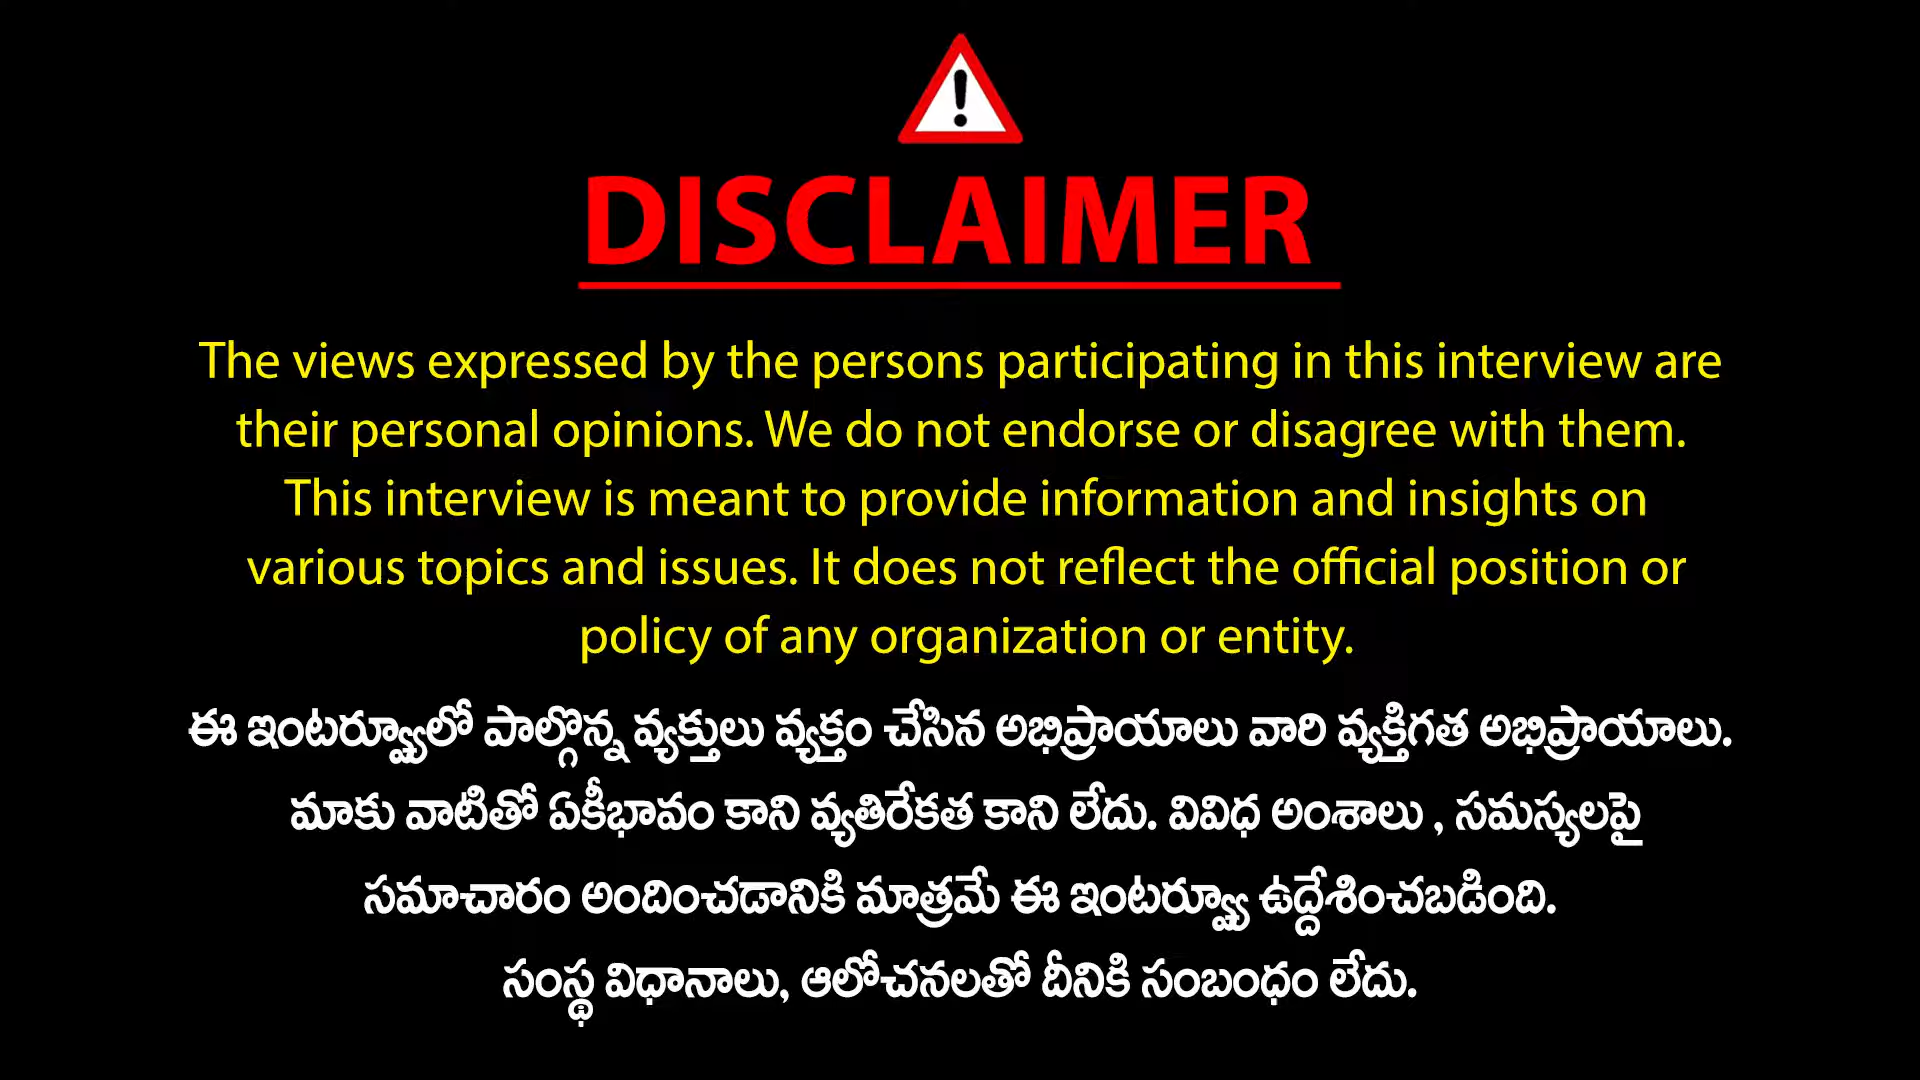 DISCLAIMER
The views expressed by the persons participating in this interview are
their personal opinions. We do not endorse or disagree with them.
This interview is meant to provide information and insights on
various topics and issues. It does not reflect the official position or
policy of any organization or entity.
ఈ ఇంటర్వ్యూలో పాల్గొన్న వ్యక్తులు వ్యక్తం చేసిన అభిప్రాయాలు వారి వ్యక్తిగత అభిప్రాయాలు.
మాకు వాటితో ఏకీభావం కాని వ్యతిరేకత కాని లేదు. వివిధ అంశాలు , సమస్యలపై
సమాచారం అందించడానికి మాత్రమే ఈ ఇంటర్వ్యూ ఉద్దేశించబడింది.
సంస్థ విధానాలు, ఆలోచనలతో దీనికి సంబంధం లేదు.